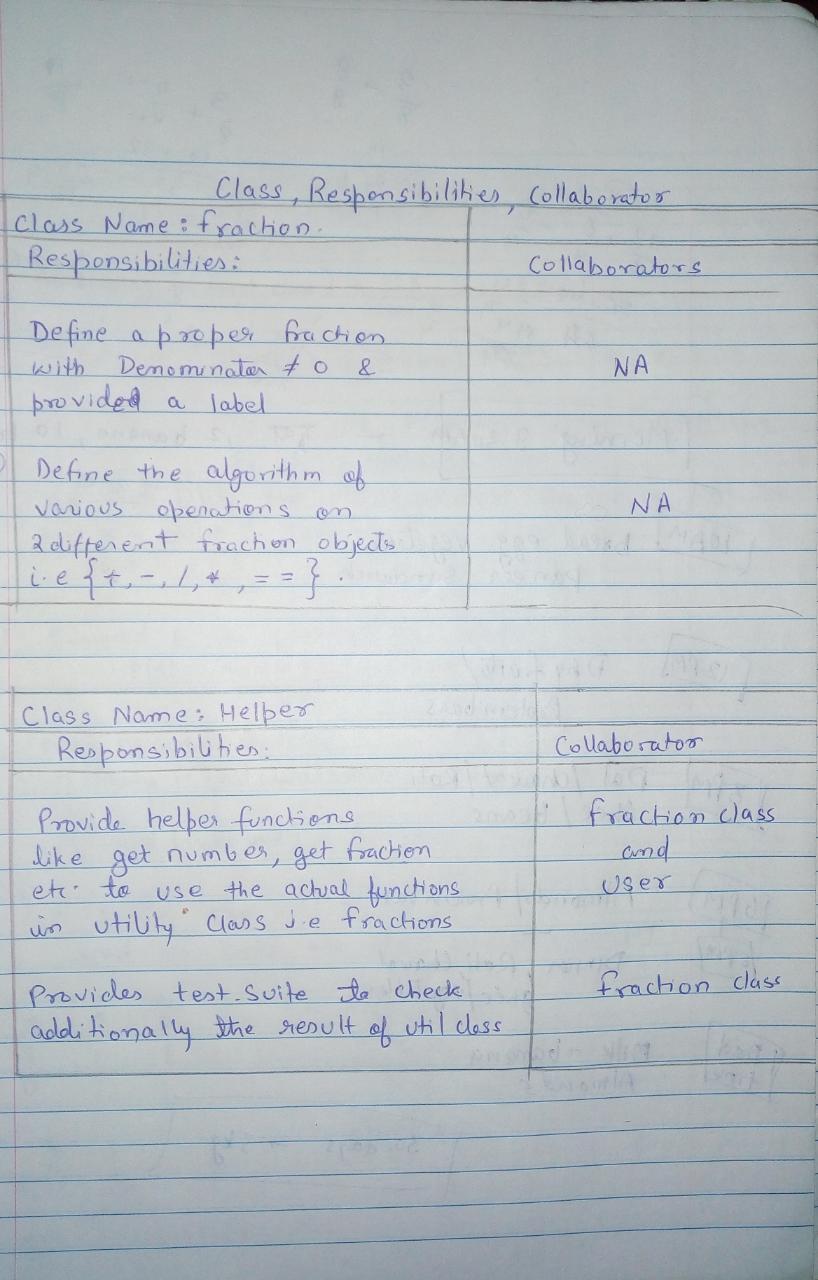 Class, Responsibilities, Collaborator
Class Name: fraction.
Responsibilities:
Collaborators
Define a proper fraction
with Denominator ≠ 0 &
provided a label
NA
Define the algorithm of
various operations on
2 different fraction objects
i.e {+, -, /, *, = =}.
NA
Class Name: Helper
Responsibilities:
Collaborator
Provide helper functions
like get number, get fraction
etc. to use the actual functions
in utility class i.e fractions
fraction class
and
User
Provides test. Suite to check
additionally the result of util class
fraction class